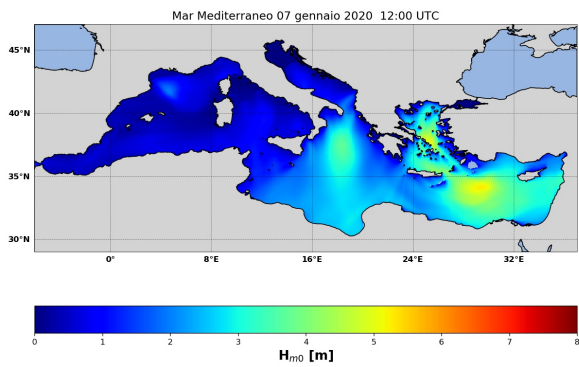 Mar Mediterraneo 07 gennaio 2020  12:00 UTC
45°N
40°N
35°N
30°N
0° 8°E 16°E 24°E 32°E
0 1 2 3 4 5 6 7 8
H_{m0} [m]